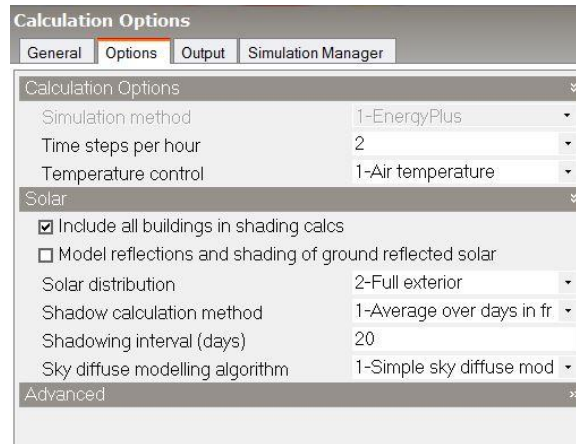 Calculation Options
General Options Output Simulation Manager
Calculation Options
Simulation method 1-EnergyPlus
Time steps per hour 2
Temperature control 1-Air temperature
Solar
Include all buildings in shading calcs
Model reflections and shading of ground reflected solar
Solar distribution 2-Full exterior
Shadow calculation method 1-Average over days in fr
Shadowing interval (days) 20
Sky diffuse modelling algorithm 1-Simple sky diffuse mod
Advanced